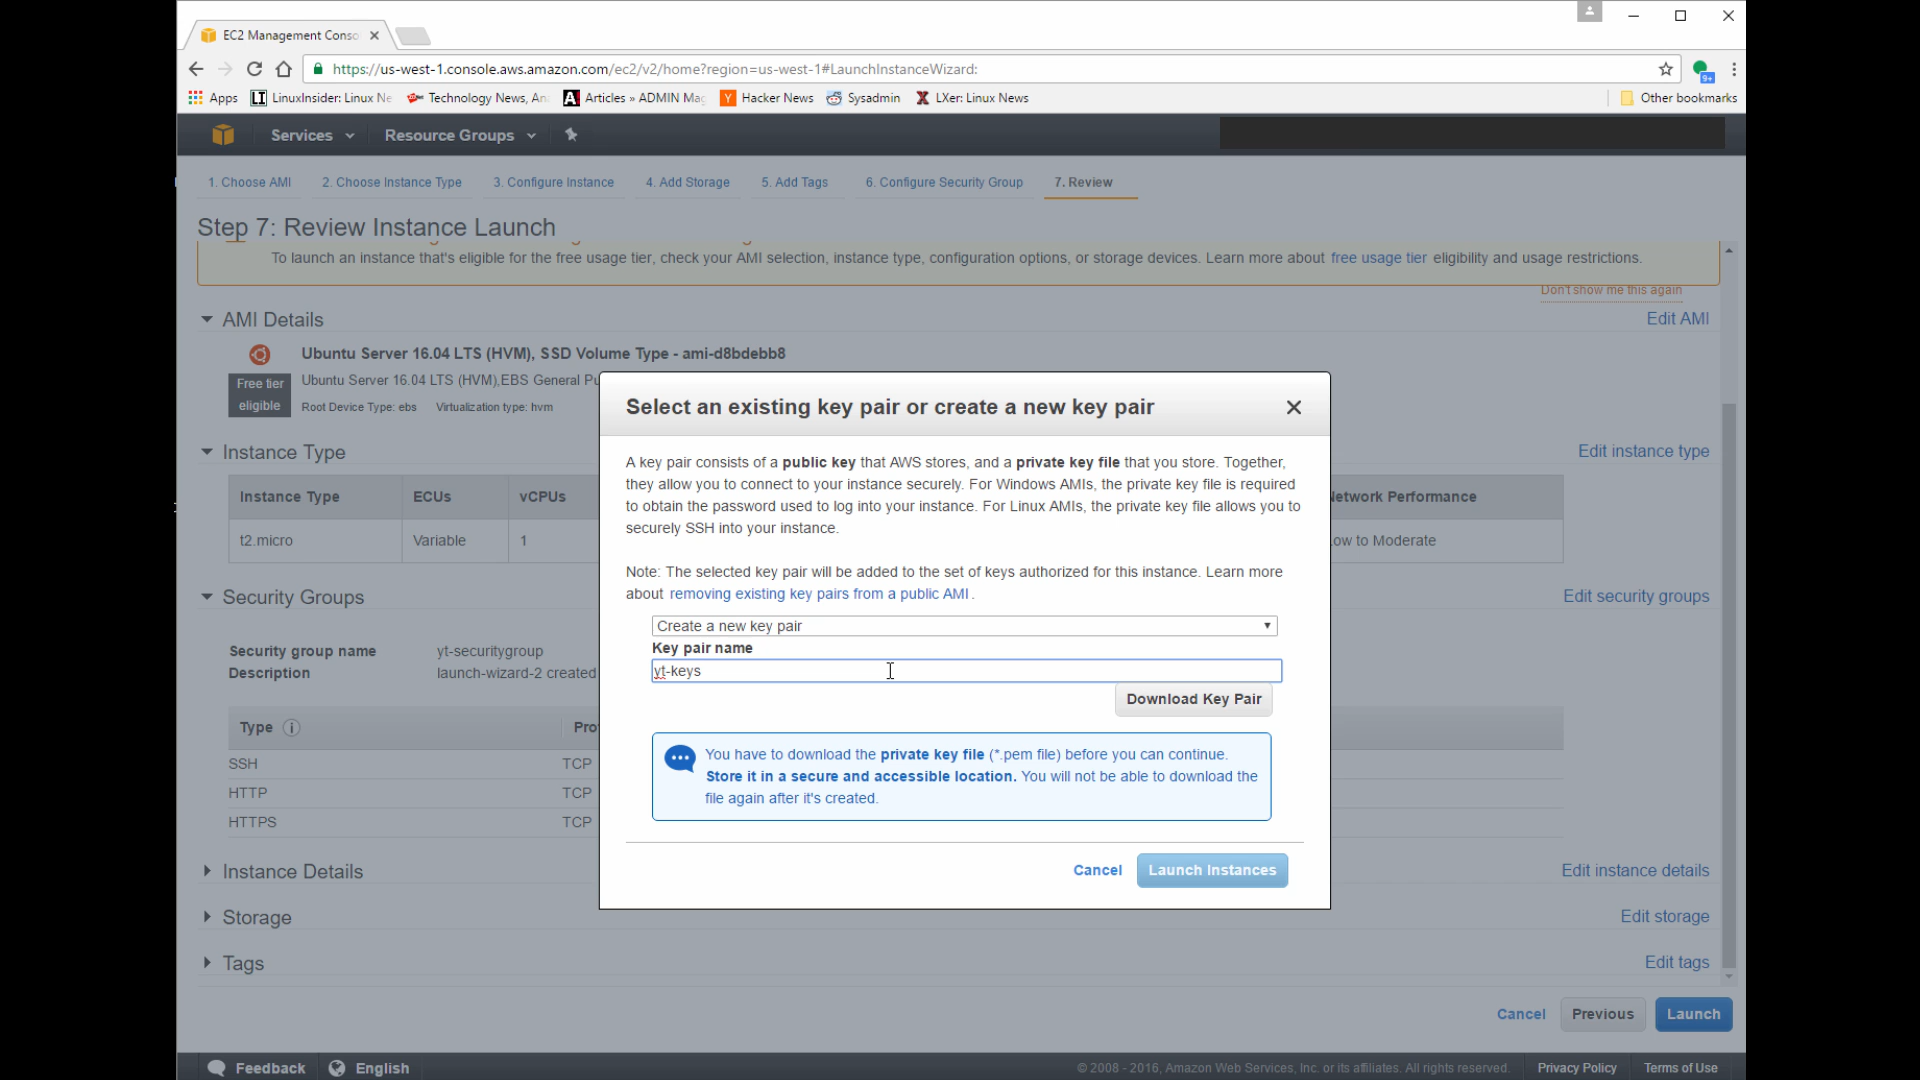 EC2 Management Conso
https://us-west-1.console.aws.amazon.com/ec2/v2/home?region=us-west-1#LaunchInstanceWizard:
9+
Apps LinuxInsider: Linux Ne Technology News, An Articles » ADMIN Mag Hacker News Sysadmin LXer: Linux News Other bookmarks
Services Resource Groups
1. Choose AMI 2. Choose Instance Type 3. Configure Instance 4. Add Storage 5. Add Tags 6. Configure Security Group 7. Review
Step 7: Review Instance Launch
To launch an instance that's eligible for the free usage tier, check your AMI selection, instance type, configuration options, or storage devices. Learn more about free usage tier eligibility and usage restrictions.
Don't show me this again
AMI Details Edit AMI
Ubuntu Server 16.04 LTS (HVM), SSD Volume Type - ami-d8bdebb8
Free tier eligible
Ubuntu Server 16.04 LTS (HVM),EBS General Pu
Root Device Type: ebs Virtualization type: hvm
Select an existing key pair or create a new key pair
A key pair consists of a public key that AWS stores, and a private key file that you store. Together,
they allow you to connect to your instance securely. For Windows AMIs, the private key file is required
to obtain the password used to log into your instance. For Linux AMIs, the private key file allows you to
securely SSH into your instance.
Note: The selected key pair will be added to the set of keys authorized for this instance. Learn more
about removing existing key pairs from a public AMI .
Create a new key pair
Key pair name
yt-keys
Download Key Pair
You have to download the private key file (*.pem file) before you can continue.
Store it in a secure and accessible location. You will not be able to download the
file again after it's created.
Cancel Launch Instances
Instance Type Edit instance type
Instance Type ECUs vCPUs Network Performance
t2.micro Variable 1 Low to Moderate
Security Groups Edit security groups
Security group name yt-securitygroup
Description launch-wizard-2 created
Type i Pro
SSH TCP
HTTP TCP
HTTPS TCP
Instance Details Edit instance details
Storage Edit storage
Tags Edit tags
Cancel Previous Launch
Feedback English © 2008 - 2016, Amazon Web Services, Inc. or its affiliates. All rights reserved. Privacy Policy Terms of Use